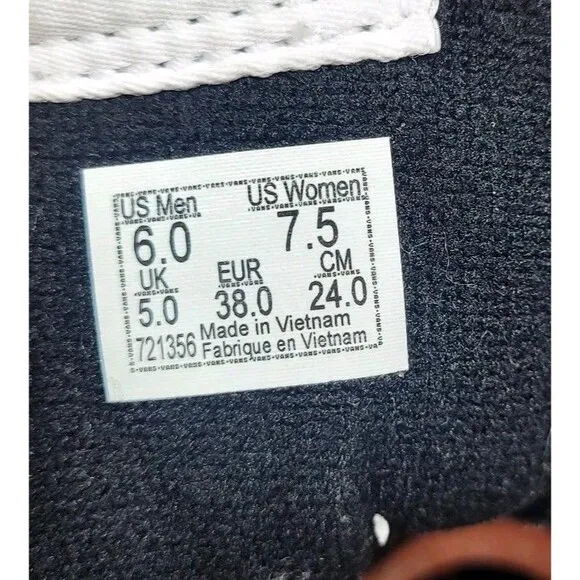 US Men US Women
6.0 7.5
UK EUR CM
5.0 38.0 24.0
721356 Made in Vietnam
Fabrique en Vietnam